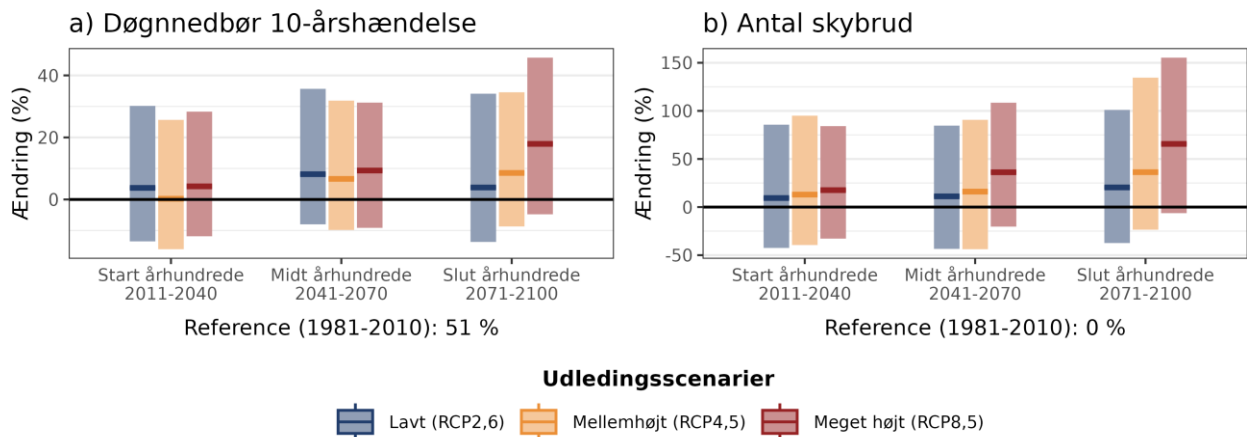 a) Døgnnedbør 10-årshændelse
Ændring (%)
40
20
0
Start århundrede
2011-2040
Midt århundrede
2041-2070
Slut århundrede
2071-2100
Reference (1981-2010): 51 %
b) Antal skybrud
Ændring (%)
150
100
50
0
-50
Start århundrede
2011-2040
Midt århundrede
2041-2070
Slut århundrede
2071-2100
Reference (1981-2010): 0 %
Udledingsscenarier
Lavt (RCP2,6)
Mellemhøjt (RCP4,5)
Meget højt (RCP8,5)